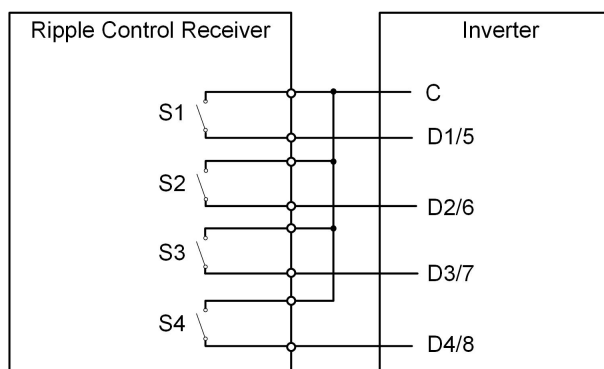 Ripple Control Receiver
Inverter
C
S1
D1/5
S2
D2/6
S3
D3/7
S4
D4/8